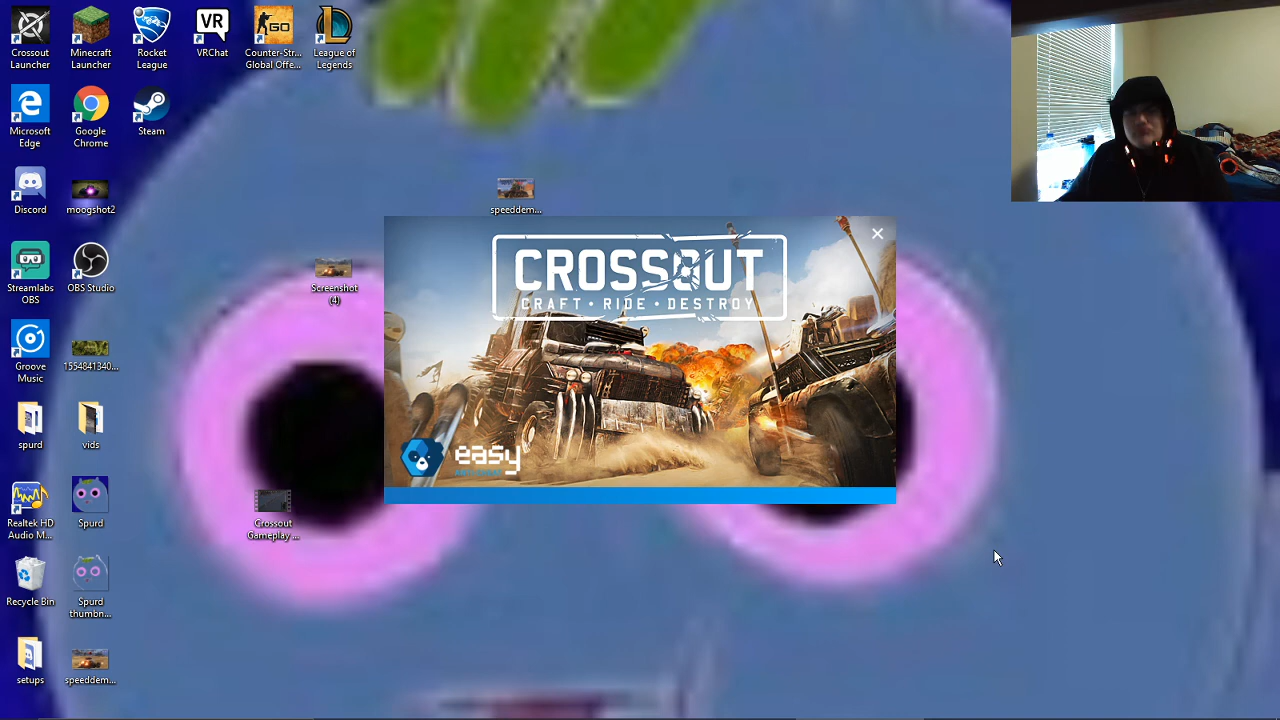 Crossout
Launcher
Minecraft
Launcher
Rocket
League
VR
VRChat
GO
Counter-Str...
Global Offe...
League of
Legends
Microsoft
Edge
Google
Chrome
Steam
Discord
moogshot2
speeddem...
Streamlabs
OBS
OBS Studio
Screenshot
(4)
CROSSOUT
CRAFT • RIDE • DESTROY
easy
Groove
Music
1554841340...
spurd
vids
Realtek HD
Audio M...
Spurd
Crossout
Gameplay ...
Recycle Bin
Spurd
thumbn...
setups
speeddem...